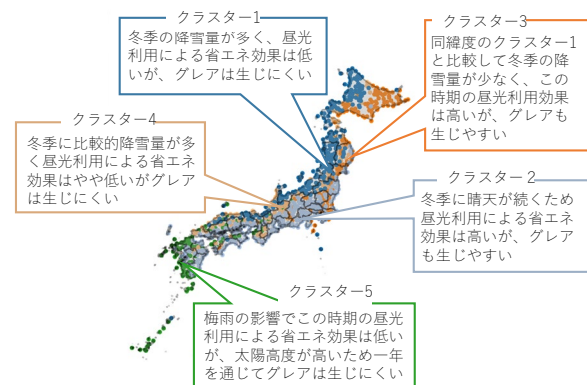 クラスター1
冬季の降雪量が多く、昼光
利用による省エネ効果は低
いが、グレアは生じにくい
クラスター3
同緯度のクラスター1
と比較して冬季の降
雪量が少なく、この
時期の昼光利用効果
は高いが、グレアも
生じやすい
クラスター4
冬季に比較的降雪量が多
く昼光利用による省エネ
効果はやや低いがグレア
は生じにくい
クラスター２
冬季に晴天が続くため
昼光利用による省エネ
効果は高いが、グレア
も生じやすい
クラスター5
梅雨の影響でこの時期の昼光
利用による省エネ効果は低い
が、太陽高度が高いため一年
を通じてグレアは生じにくい